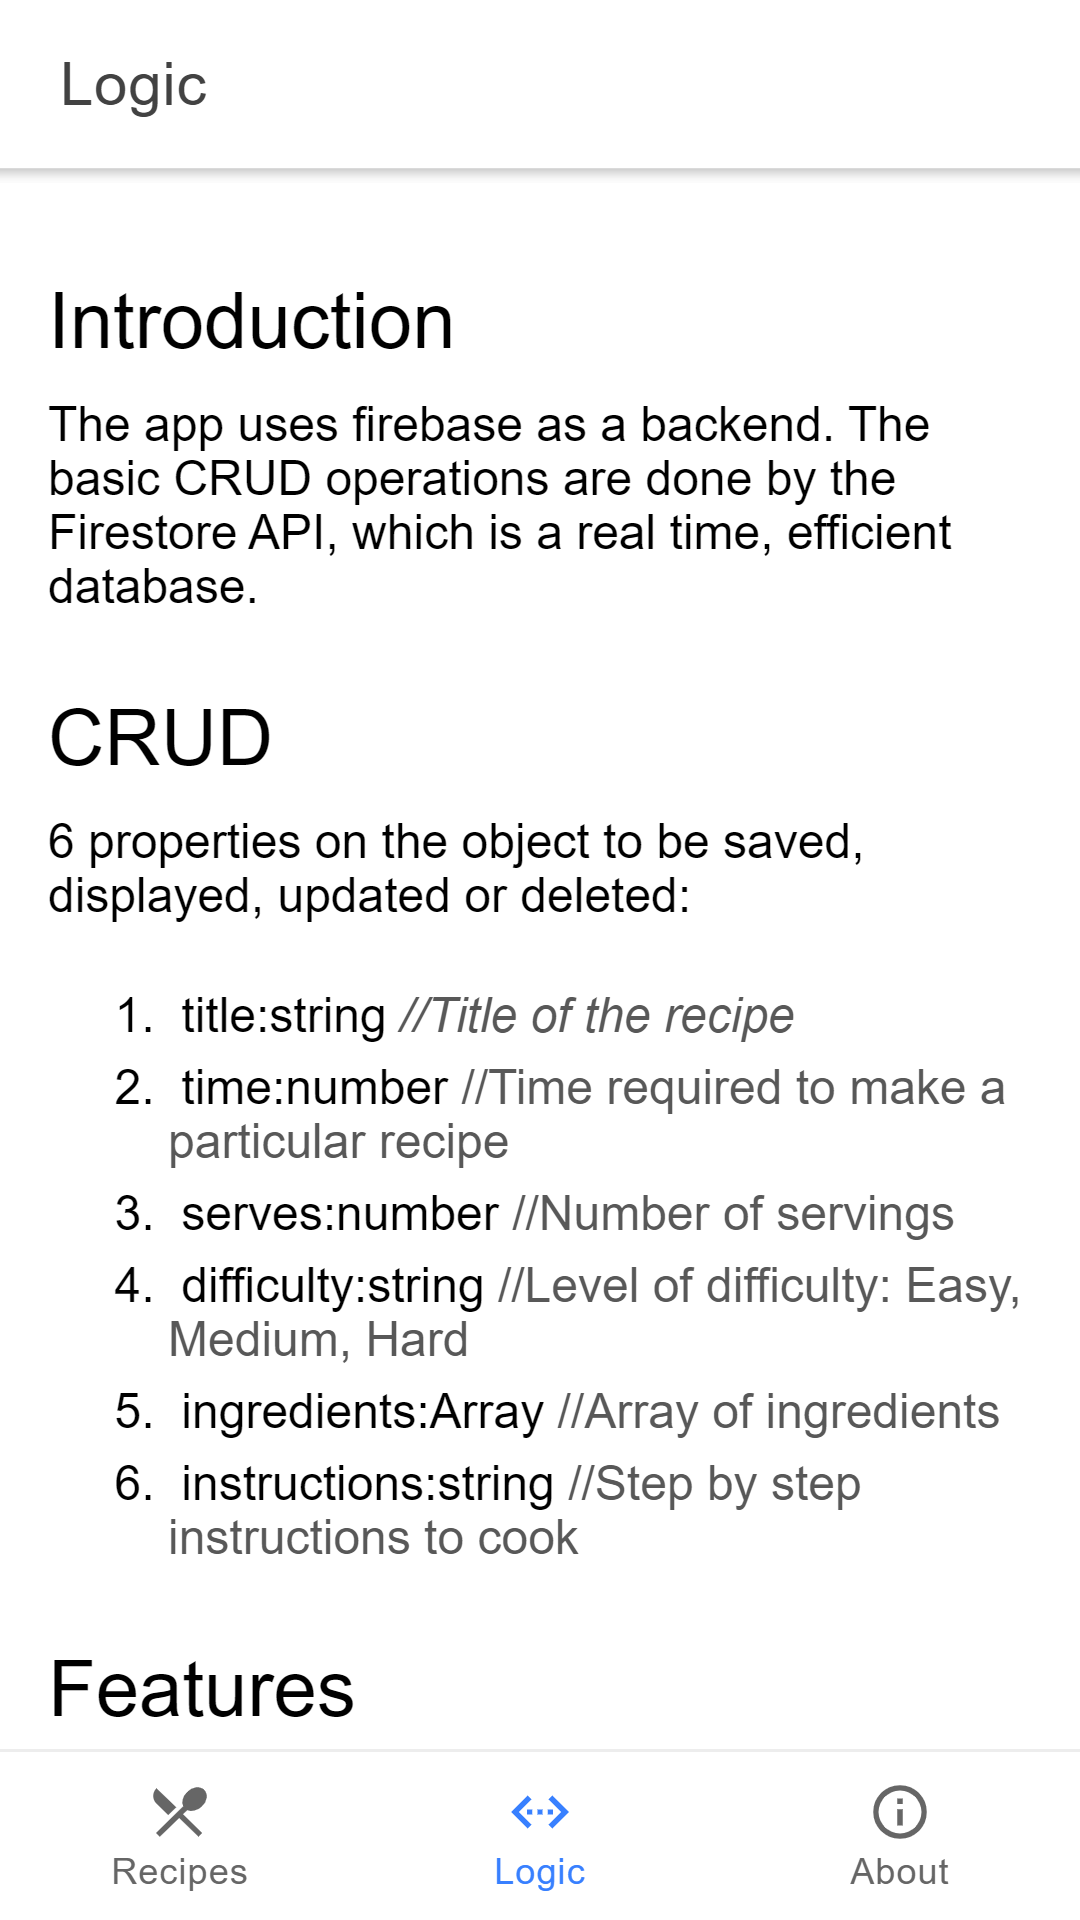 Logic
Introduction
The app uses firebase as a backend. The
basic CRUD operations are done by the
Firestore API, which is a real time, efficient
database.
CRUD
6 properties on the object to be saved,
displayed, updated or deleted:
1. title:string //Title of the recipe
2. time:number //Time required to make a
particular recipe
3. serves:number //Number of servings
4. difficulty:string //Level of difficulty: Easy,
Medium, Hard
5. ingredients:Array //Array of ingredients
6. instructions:string //Step by step
instructions to cook
Features
Recipes
Logic
About